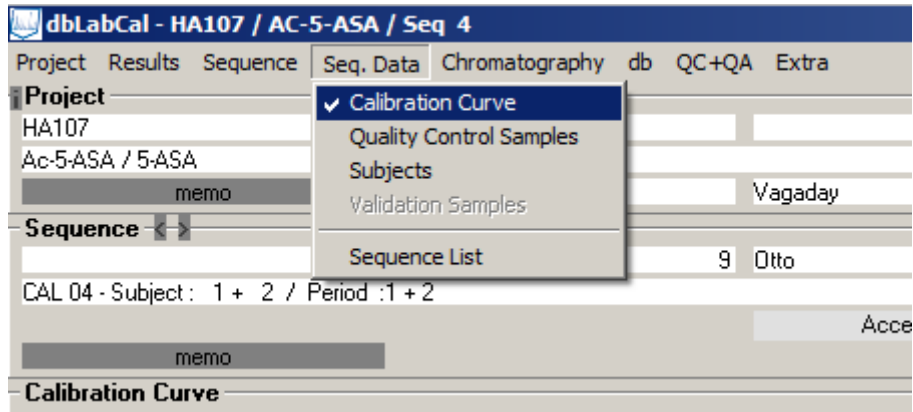 dbLabCal - HA107 / AC-5-ASA / Seq 4
Project Results Sequence Seq. Data Chromatography db QC+QA Extra
i Project
HA107
Ac-5-ASA / 5-ASA
memo Vagaday
✓ Calibration Curve
Quality Control Samples
Subjects
Validation Samples
Sequence List
Sequence < >
9 Otto
CAL 04 - Subject : 1 + 2 / Period :1 + 2
Acce
memo
Calibration Curve